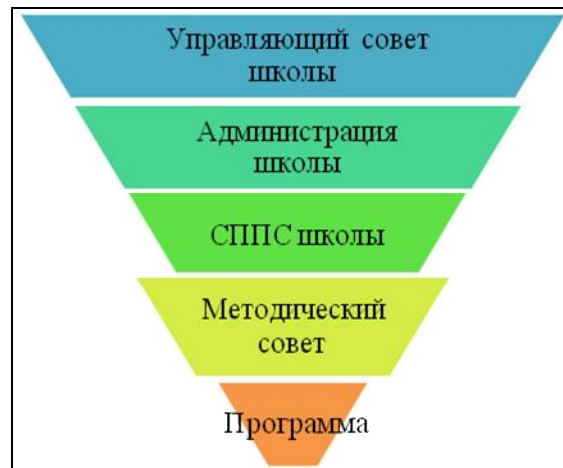 Управляющий совет
школы
Администрация
школы
СППС школы
Методический
совет
Программа